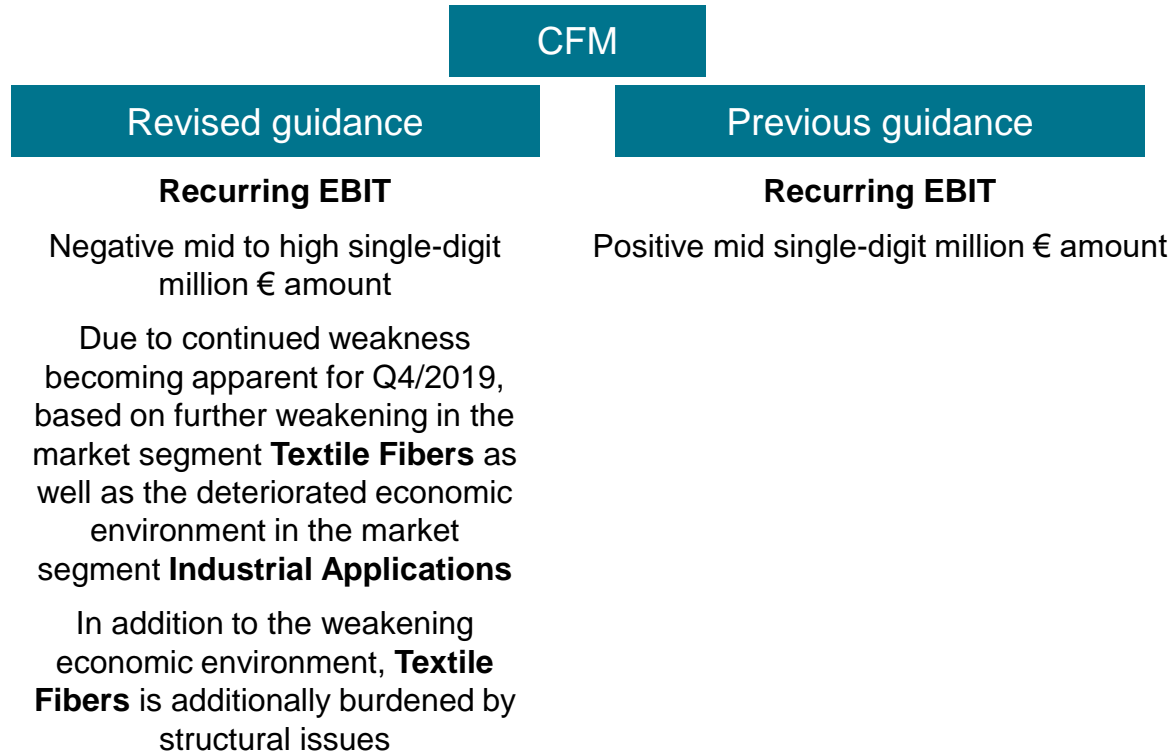 CFM
Revised guidance
Recurring EBIT
Negative mid to high single-digit
million € amount
Due to continued weakness
becoming apparent for Q4/2019,
based on further weakening in the
market segment Textile Fibers as
well as the deteriorated economic
environment in the market
segment Industrial Applications
In addition to the weakening
economic environment, Textile
Fibers is additionally burdened by
structural issues
Previous guidance
Recurring EBIT
Positive mid single-digit million € amount